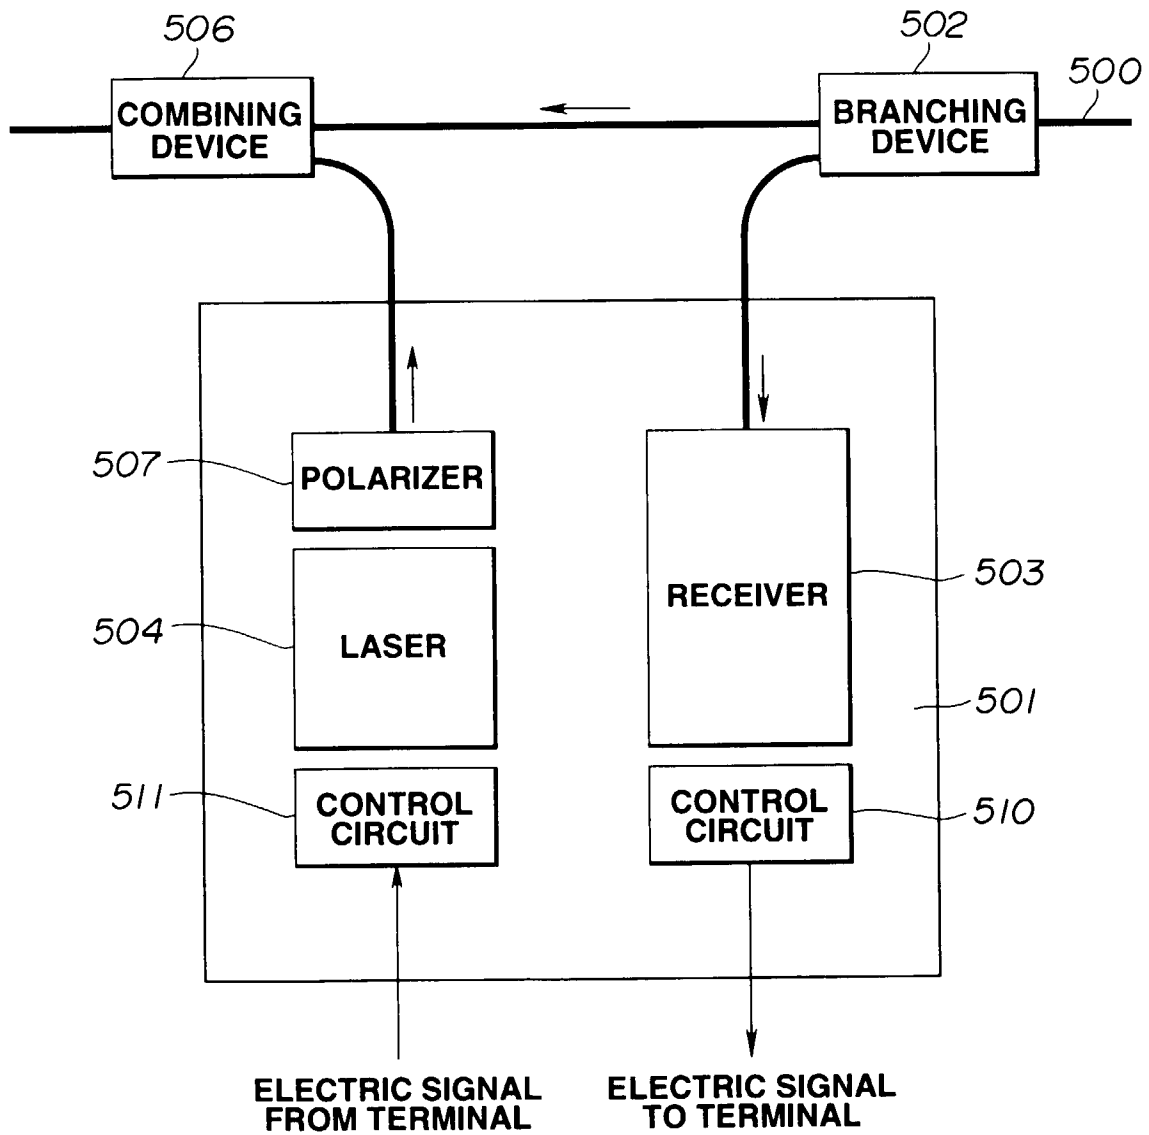 506
502
500
COMBINING
DEVICE
BRANCHING
DEVICE
507
POLARIZER
503
RECEIVER
504
LASER
501
511
CONTROL
CIRCUIT
CONTROL
CIRCUIT
510
ELECTRIC SIGNAL
FROM TERMINAL
ELECTRIC SIGNAL
TO TERMINAL